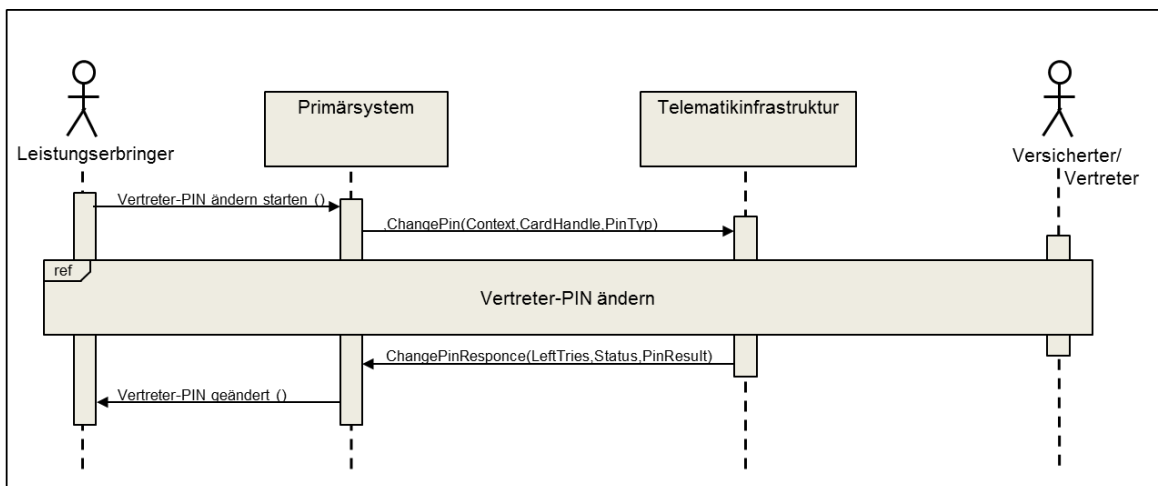 Primärsystem
Telematikinfrastruktur
Leistungserbringer
Versicherter/
Vertreter
Vertreter-PIN ändern starten ()
,ChangePin(Context,CardHandle,PinTyp)
ref
Vertreter-PIN ändern
ChangePinResponce(LeftTries,Status,PinResult)
Vertreter-PIN geändert ()